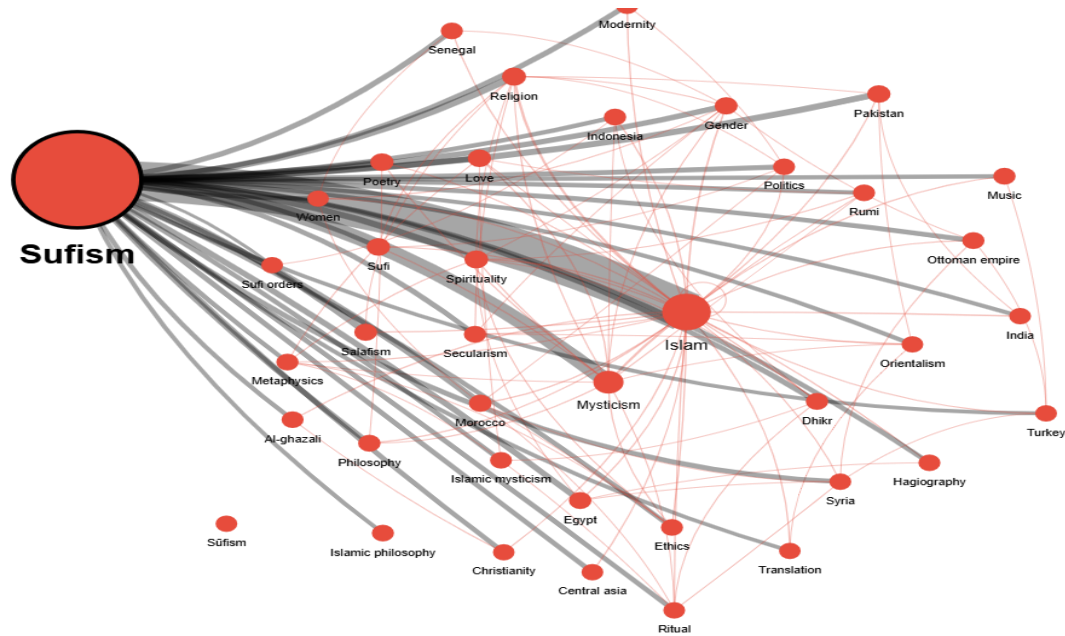 Modernity
Senegal
Religion
Pakistan
Indonesia
Gender
Poetry
Love
Politics
Music
Rumi
Women
Sufism
Sufi
Ottoman empire
Spirituality
Sufi orders
India
Islam
Salafism
Secularism
Orientalism
Metaphysics
Mysticism
Dhikr
Morocco
Turkey
Al-ghazali
Philosophy
Islamic mysticism
Hagiography
Syria
Egypt
Sūfism
Ethics
Islamic philosophy
Christianity
Translation
Central asia
Ritual